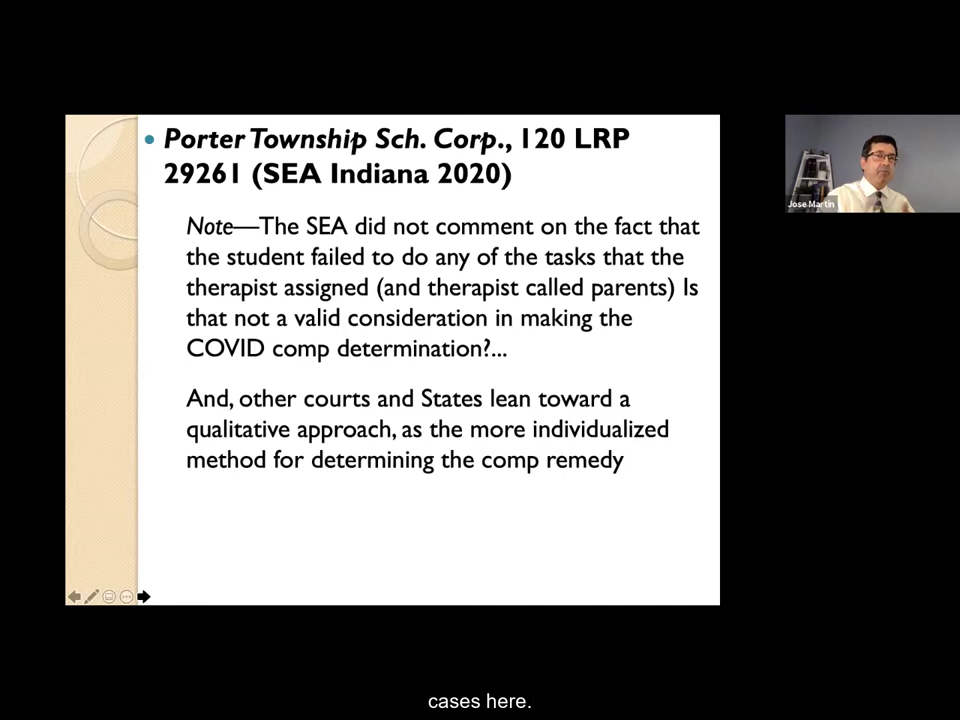 Porter Township Sch. Corp., 120 LRP
29261 (SEA Indiana 2020)
Note—The SEA did not comment on the fact that
the student failed to do any of the tasks that the
therapist assigned (and therapist called parents) Is
that not a valid consideration in making the
COVID comp determination?...
And, other courts and States lean toward a
qualitative approach, as the more individualized
method for determining the comp remedy
Jose Martin
cases here.